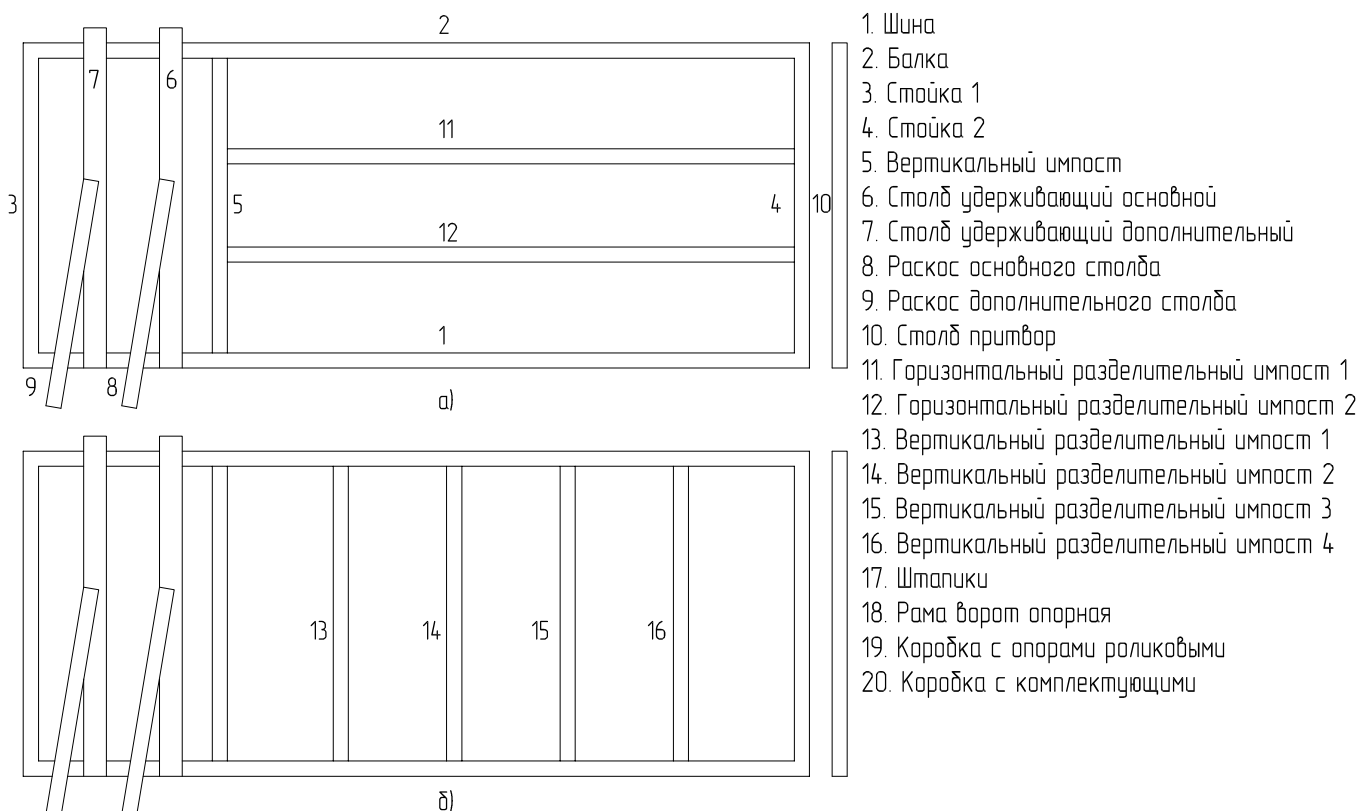 2
7
6
11
3
5
4
10
12
1
9
8
а)
13
14
15
16
б)
1. Шина
2. Балка
3. Стойка 1
4. Стойка 2
5. Вертикальный импост
6. Столб удерживающий основной
7. Столб удерживающий дополнительный
8. Раскос основного столба
9. Раскос дополнительного столба
10. Столб притвор
11. Горизонтальный разделительный импост 1
12. Горизонтальный разделительный импост 2
13. Вертикальный разделительный импост 1
14. Вертикальный разделительный импост 2
15. Вертикальный разделительный импост 3
16. Вертикальный разделительный импост 4
17. Штапики
18. Рама ворот опорная
19. Коробка с опорами роликовыми
20. Коробка с комплектующими